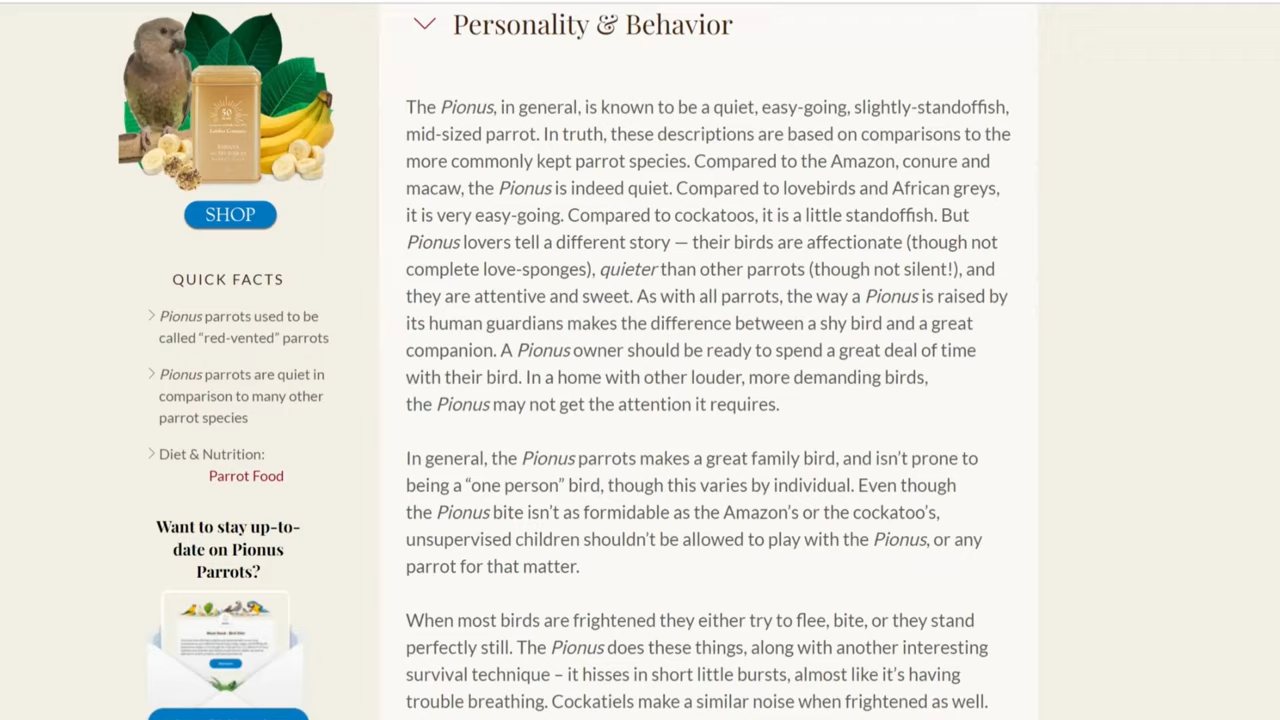 Personality & Behavior
The Pionus, in general, is known to be a quiet, easy-going, slightly-standoffish,
mid-sized parrot. In truth, these escriptions are based on comparisons to the
more commonly kept parrot species. Compared to the Amazon, conure and
macaw, the Pionus is indeed quiet. Compared to lovebirds and African greys,
it is very easy-going. Compared to cockatoos, it is a little standoffish. But
Pionus lovers tell a different story — their birds are affectionate (though not
complete love-sponges), quieter than other parrots (though not silent!), and
they are attentive and sweet. As with all parrots, the way a Pionus is raised by
its human guardians makes the difference between a shy bird and a great
companion. A Pionus owner should be ready to spend a great deal of time
with their bird. In a home with other louder, more demanding birds,
the Pionus may not get the attention it requires.
In general, the Pionus parrots makes a great family bird, and isn't prone to
being a “one person” bird, though this varies by individual. Even though
the Pionus bite isn't as formidable as the Amazon's or the cockatoo's,
unsupervised children shouldn't be allowed to play with the Pionus, or any
parrot for that matter.
When most birds are frightened they either try to flee, bite, or they stand
perfectly still. The Pionus does these things, along with another interesting
survival technique – it hisses in short little bursts, almost like it's having
trouble breathing. Cockatiels make a similar noise when frightened as well.
50
SHOP
QUICK FACTS
Pionus parrots used to be
called “red-vented” parrots
Pionus parrots are quiet in
comparison to many other
parrot species
Diet & Nutrition:
Parrot Food
Want to stay up-to-
date on Pionus
Parrots?